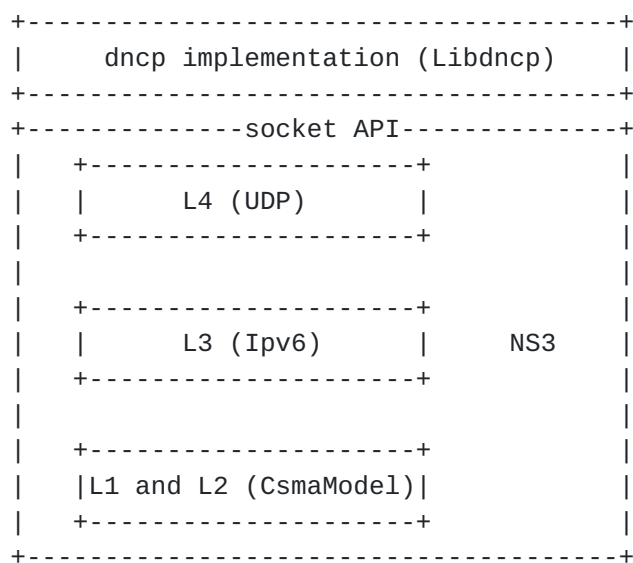 +-----------------------------------+
|     dncp implementation (Libdncp)    |
+-----------------------------------+
+--------------socket API-------------+
|   +---------------------+           |
|   |      L4 (UDP)       |           |
|   +---------------------+           |
|                                     |
|   +---------------------+           |
|   |      L3 (Ipv6)      |    NS3    |
|   +---------------------+           |
|                                     |
|   +---------------------+           |
|   |L1 and L2 (CsmaModel)|           |
|   +---------------------+           |
+-----------------------------------+